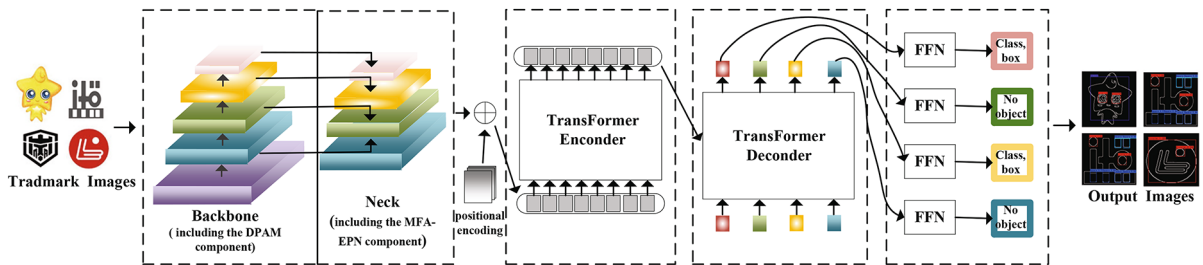 Tradmark Images
Backbone
( including the DPAM
component)
Neck
(including the MFA-
EPN component)
positional
encoding
TransFormer
Enconder
TransFormer
Deconder
FFN
Class,
box
FFN
No
object
FFN
Class,
box
FFN
No
object
Output Images